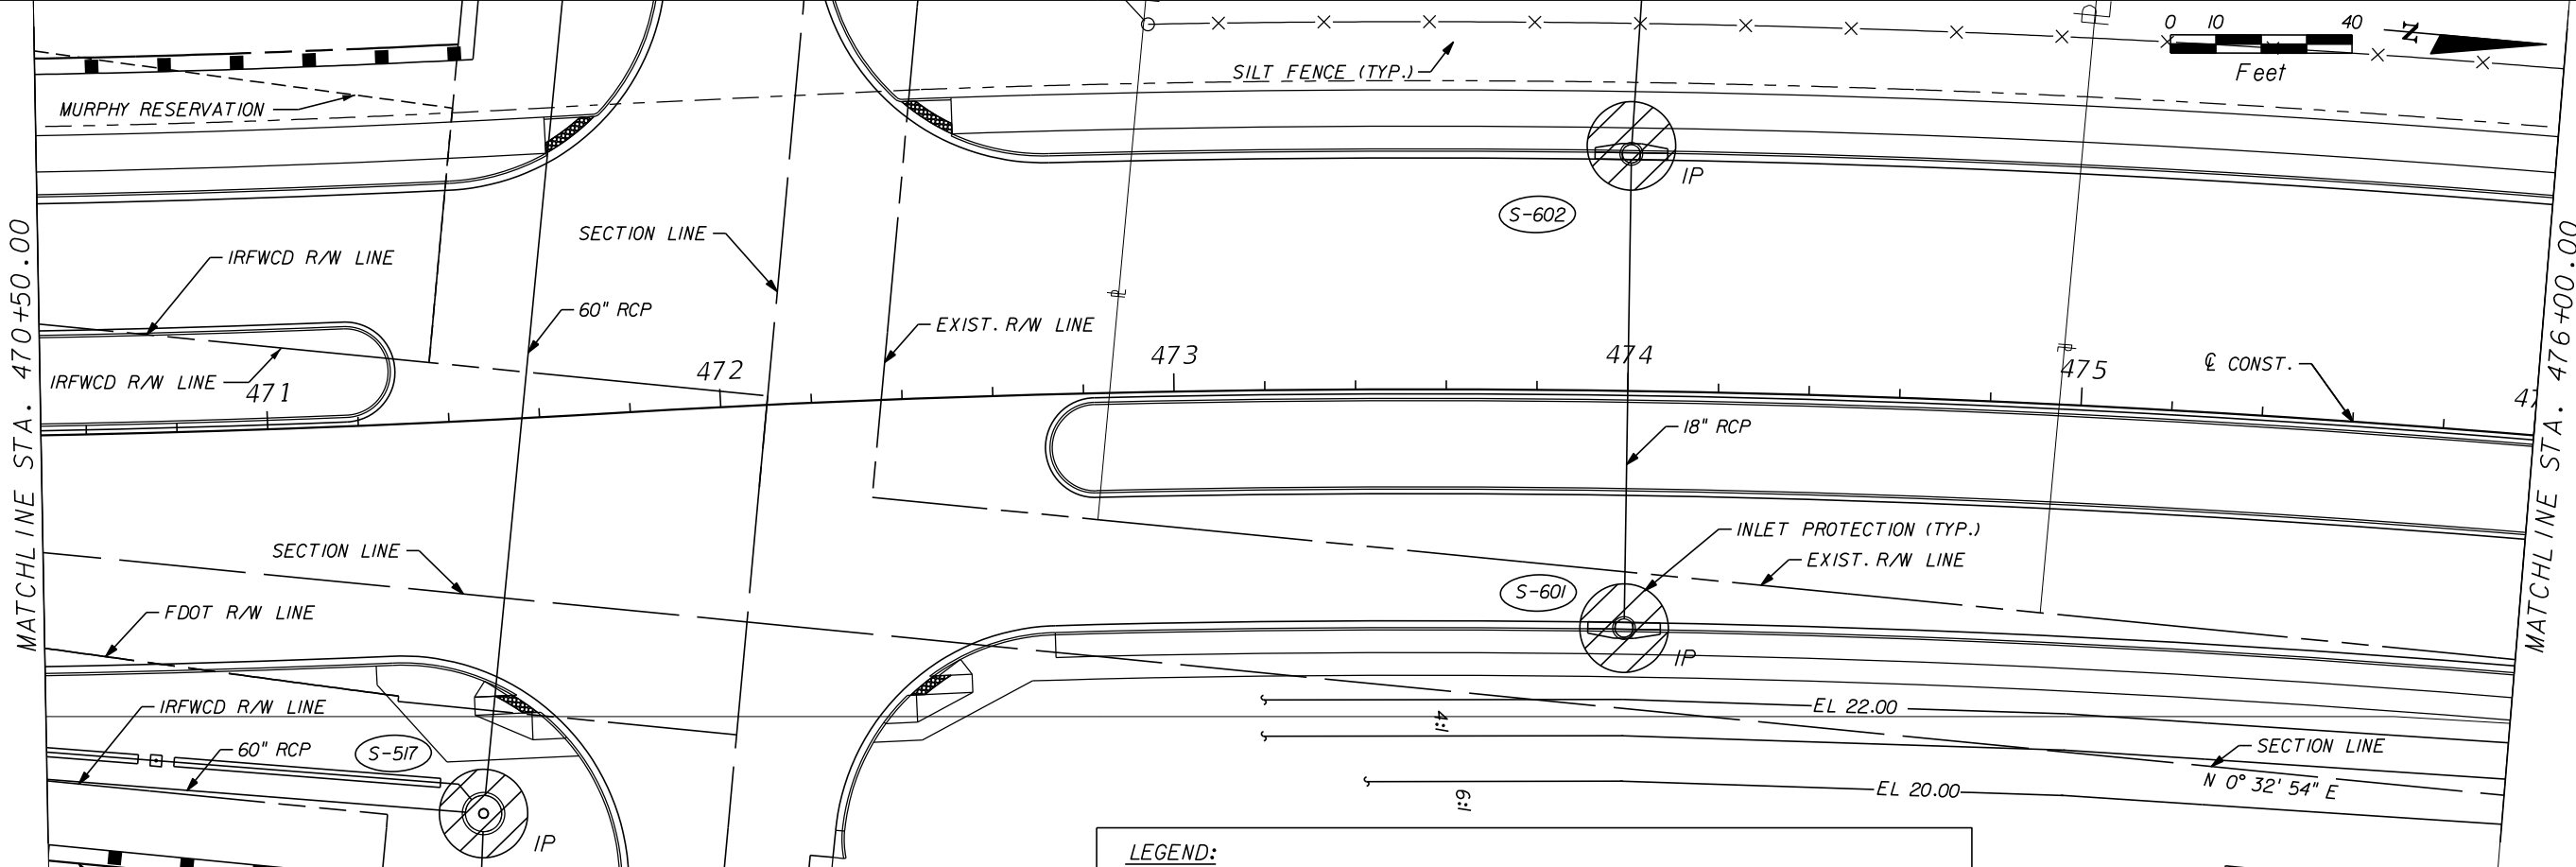 0 10 40
N
Feet
SILT FENCE (TYP.)
MURPHY RESERVATION
IP
S-602
SECTION LINE
IRFWCD R/W LINE
60" RCP
EXIST. R/W LINE
MATCHLINE STA. 470+50.00
MATCHLINE STA. 476+00.00
IRFWCD R/W LINE
471
472
473
474
475
47
℄ CONST.
18" RCP
INLET PROTECTION (TYP.)
EXIST. R/W LINE
SECTION LINE
S-601
FDOT R/W LINE
IP
IRFWCD R/W LINE
EL 22.00
4:1
60" RCP
S-517
SECTION LINE
N 0° 32' 54" E
EL 20.00
6:1
IP
LEGEND: